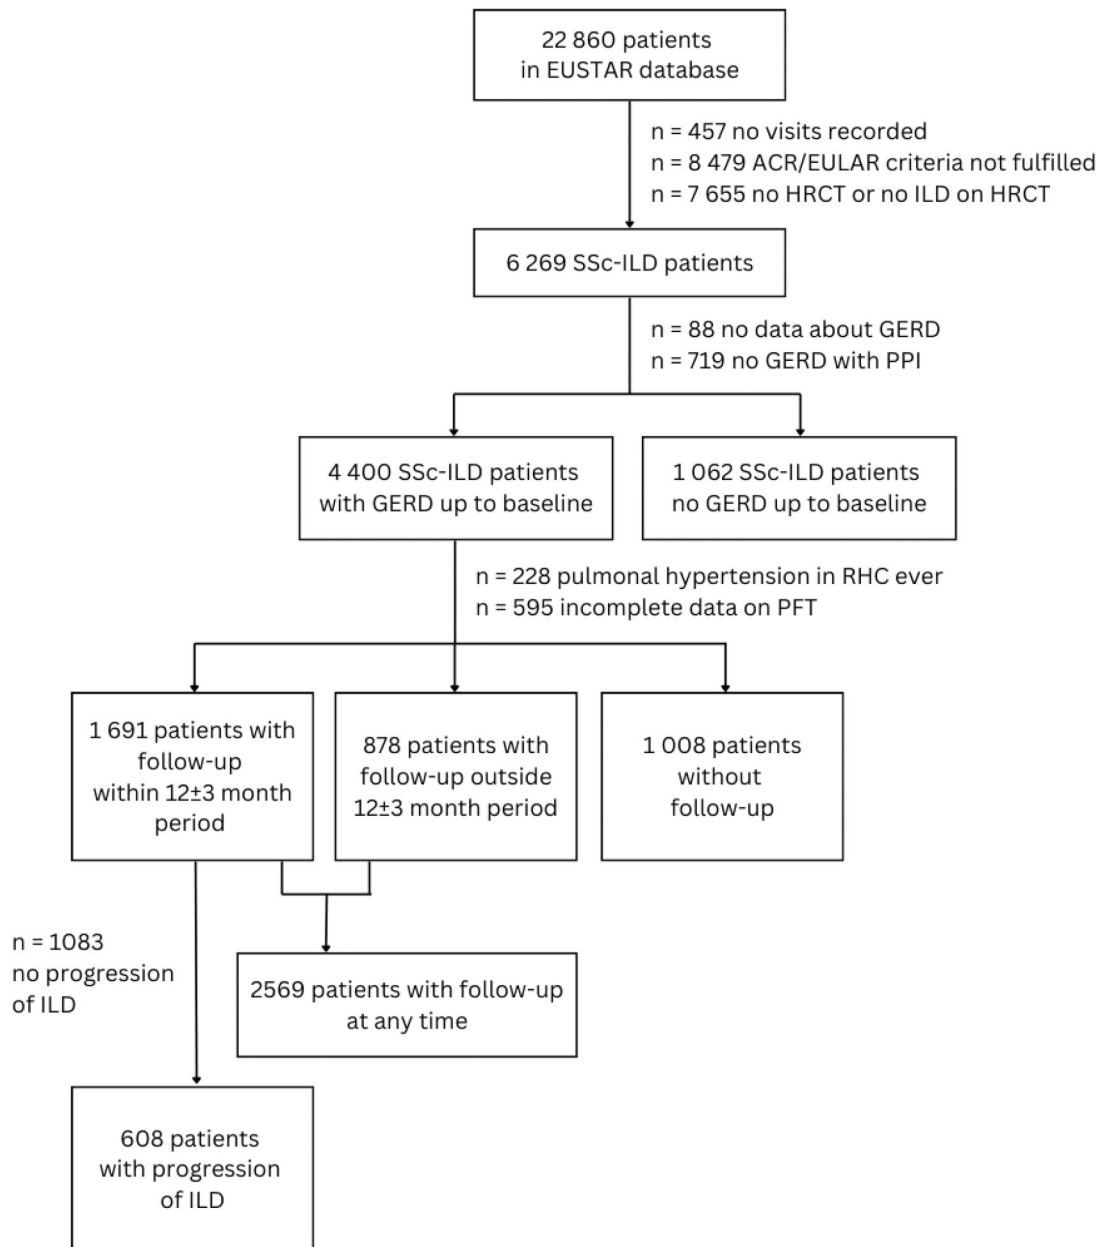 22 860 patients
in EUSTAR database
n = 457 no visits recorded
n = 8 479 ACR/EULAR criteria not fulfilled
n = 7 655 no HRCT or no ILD on HRCT
6 269 SSc-ILD patients
n = 88 no data about GERD
n = 719 no GERD with PPI
4 400 SSc-ILD patients
with GERD up to baseline
1 062 SSc-ILD patients
no GERD up to baseline
n = 228 pulmonal hypertension in RHC ever
n = 595 incomplete data on PFT
1 691 patients with
follow-up
within 12±3 month
period
878 patients with
follow-up outside
12±3 month period
1 008 patients
without
follow-up
n = 1083
no progression
of ILD
2569 patients with follow-up
at any time
608 patients
with progression
of ILD